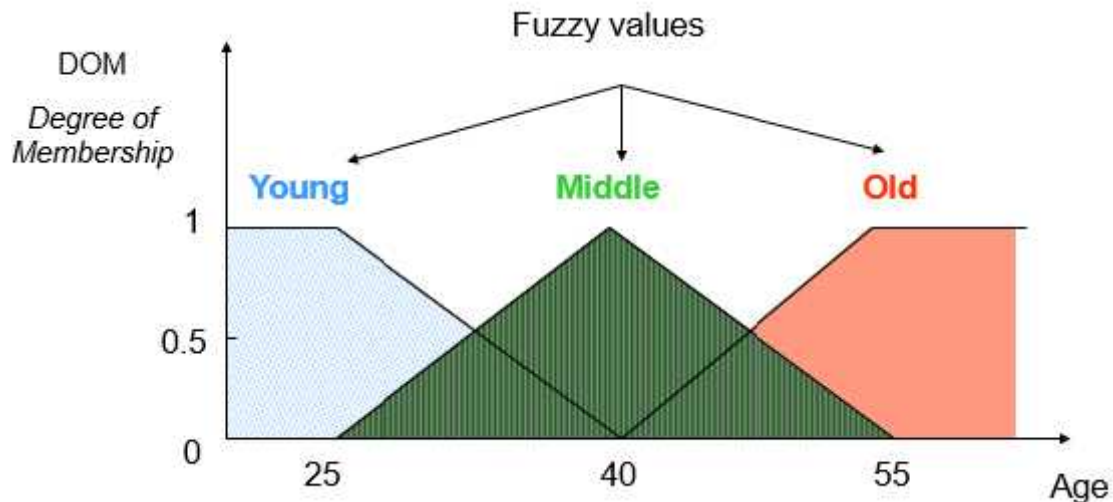 Fuzzy values
DOM
Degree of
Membership
Young Middle Old
1
0.5
0
25 40 55 Age